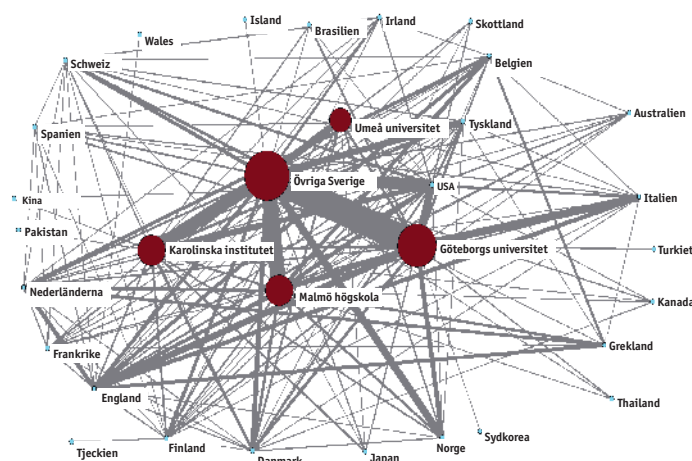 Island
Skottland
Irland
Brasilien
Wales
Schweiz
Belgien
Australien
Tyskland
Umeå universitet
Spanien
Övriga Sverige
USA
Italien
Kina
Pakistan
Karolinska institutet
Göteborgs universitet
Turkiet
Nederländerna
Malmö högskola
Kanada
Grekland
Frankrike
England
Thailand
Sydkorea
Finland
Norge
Tjeckien
Danmark
Japan